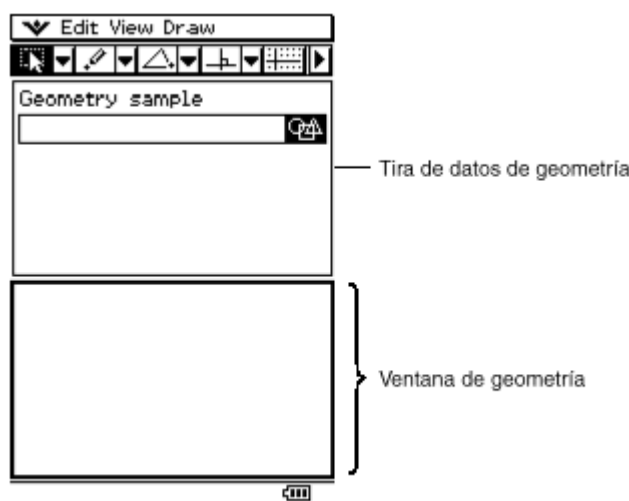 Edit View Draw
Geometry sample
Tira de datos de geometría
Ventana de geometría